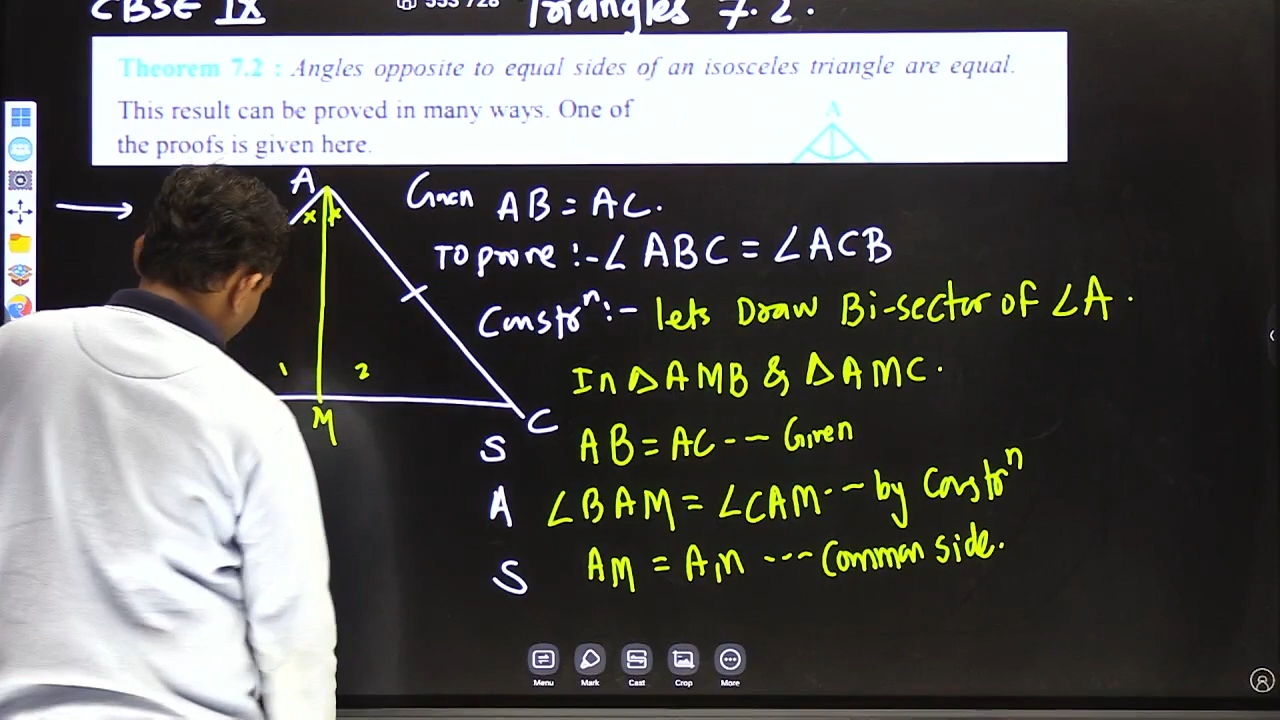 CBSE IX 553 726 Triangles 7.2.
Theorem 7.2 : Angles opposite to equal sides of an isosceles triangle are equal.
This result can be proved in many ways. One of
the proofs is given here.
A
A
x x
1 2
M
C
Given AB = AC.
To prove :- ∠ABC = ∠ACB
Constrⁿ :- lets Draw Bi-sector of ∠A.
In △AMB & △AMC.
S AB = AC -- Given
A ∠BAM = ∠CAM -- by Constrⁿ
S AM = AM --- Common side.
Menu Mark Cast Crop More